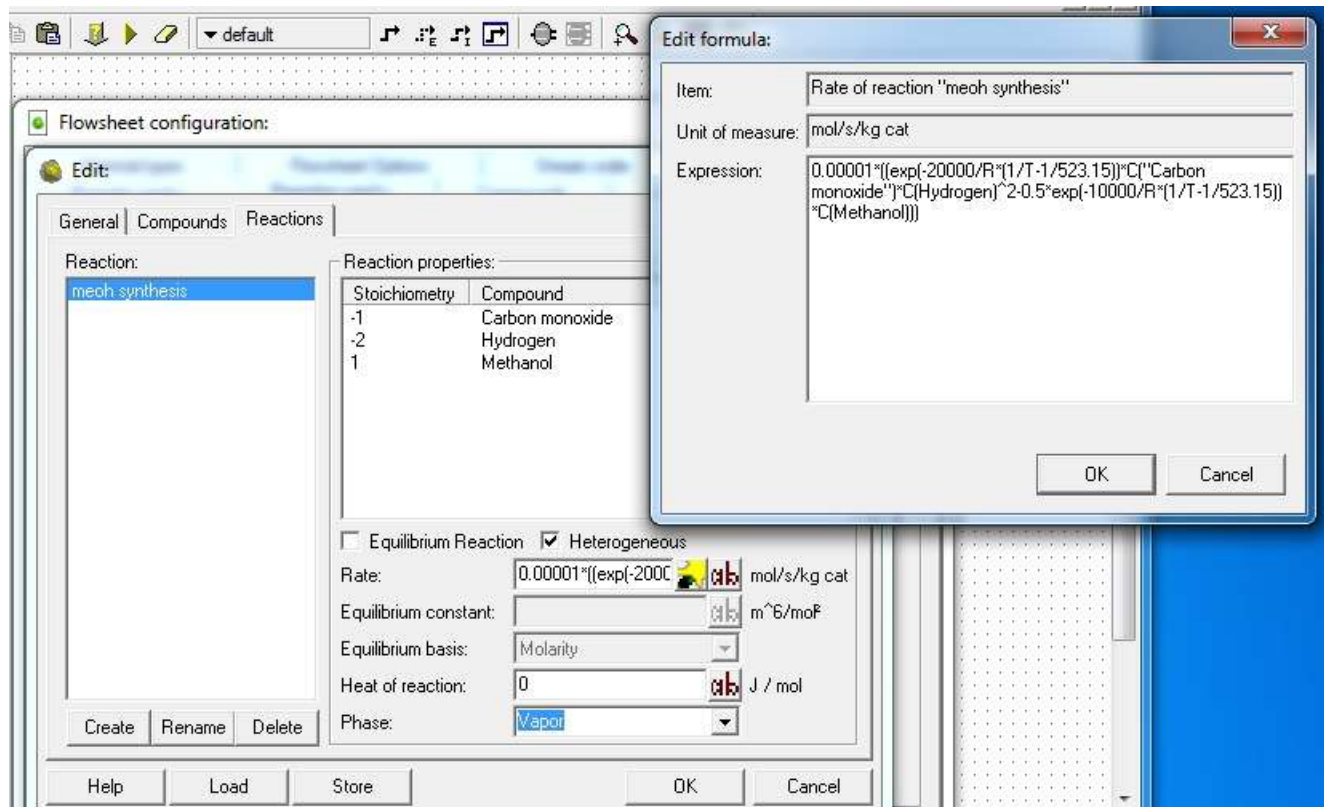 default
Flowsheet configuration:
Edit:
General
Compounds
Reactions
Reaction:
meoh synthesis
Reaction properties:
Stoichiometry Compound
-1 Carbon monoxide
-2 Hydrogen
1 Methanol
Equilibrium Reaction
Heterogeneous
Rate: 0.00001*((exp(-2000 mol/s/kg cat
Equilibrium constant: m^6/mol²
Equilibrium basis: Molarity
Heat of reaction: 0 J / mol
Phase: Vapor
Create Rename Delete
Help Load Store OK Cancel
Edit formula:
Item: Rate of reaction "meoh synthesis"
Unit of measure: mol/s/kg cat
Expression: 0.00001*((exp(-20000/R*(1/T-1/523.15))*C("Carbon
monoxide")*C(Hydrogen)^2-0.5*exp(-10000/R*(1/T-1/523.15))
*C(Methanol)))
OK Cancel